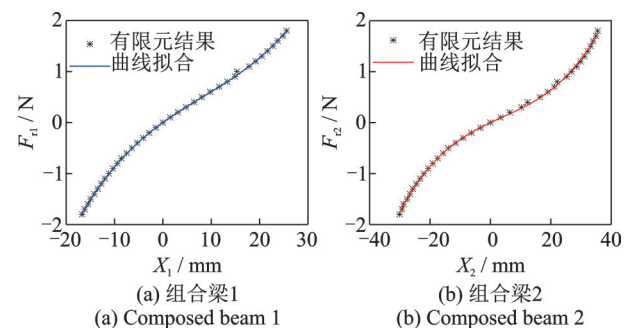 有限元结果
曲线拟合
F_r1 / N
2
1
0
−1
−2
−20
−10
0
10
20
30
X_1 / mm
(a) 组合梁1
(a) Composed beam 1
有限元结果
曲线拟合
F_r2 / N
2
1
0
−1
−2
−40
−20
0
20
40
X_2 / mm
(b) 组合梁2
(b) Composed beam 2